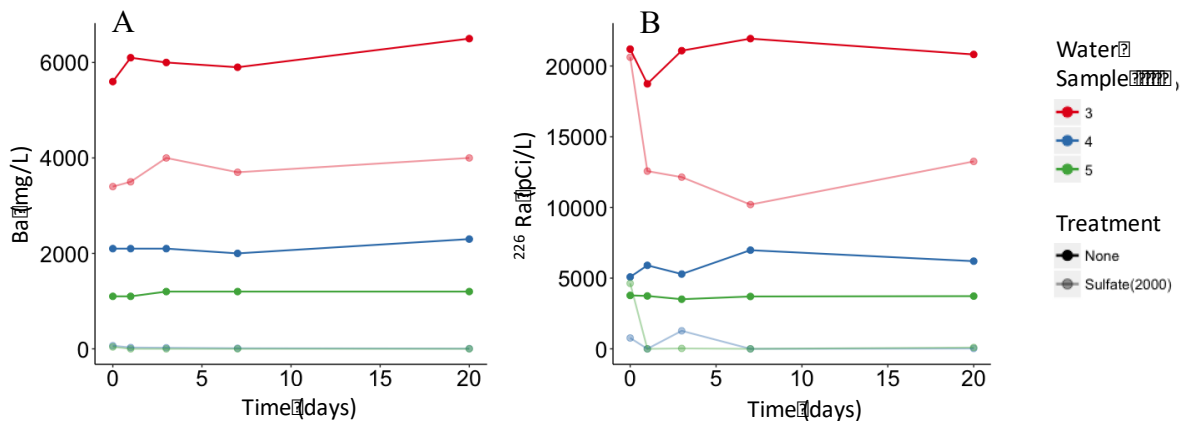 A
6000
4000
2000
0
Ba (mg/L)
0 5 10 15 20
Time (days)
B
20000
15000
10000
5000
0
226 Ra (pCi/L)
0 5 10 15 20
Time (days)
Water
Sample
3
4
5
Treatment
None
Sulfate(2000)